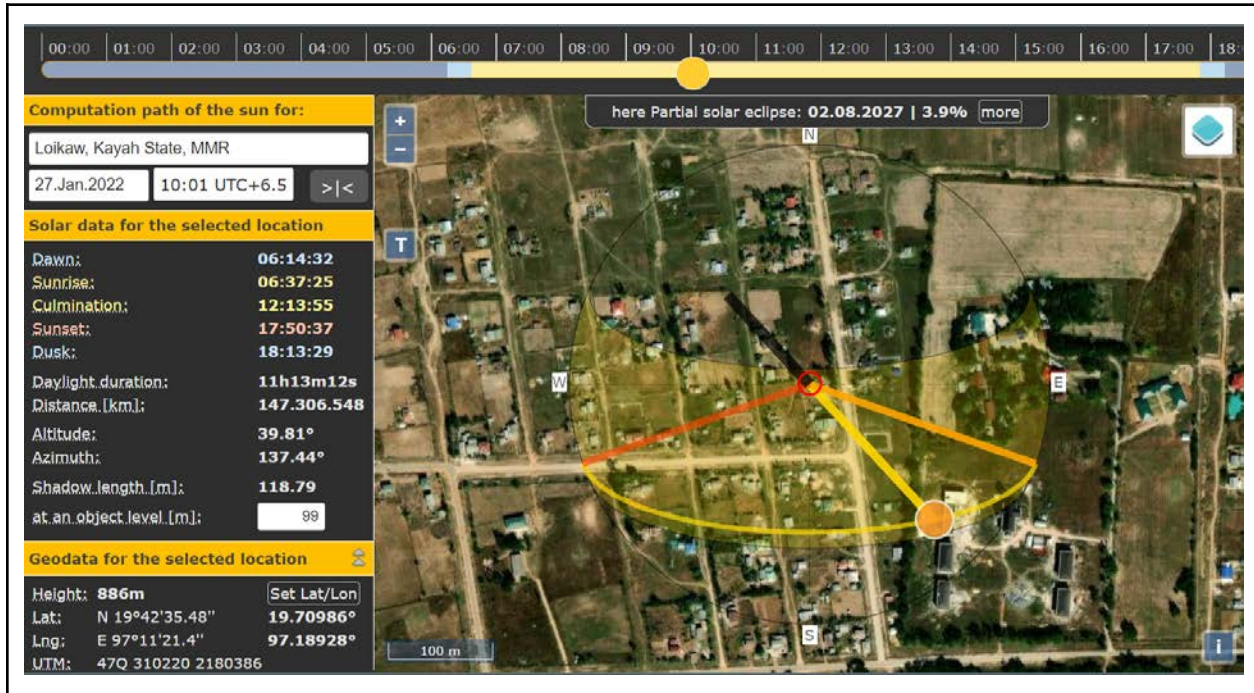 00:00 01:00 02:00 03:00 04:00 05:00 06:00 07:00 08:00 09:00 10:00 11:00 12:00 13:00 14:00 15:00 16:00 17:00 18:
Computation path of the sun for:
Loikaw, Kayah State, MMR
27.Jan.2022 10:01 UTC+6.5 >|<
Solar data for the selected location
Dawn: 06:14:32
Sunrise: 06:37:25
Culmination: 12:13:55
Sunset: 17:50:37
Dusk: 18:13:29
Daylight duration: 11h13m12s
Distance [km]: 147.306.548
Altitude: 39.81°
Azimuth: 137.44°
Shadow length [m]: 118.79
at an object level [m]: 99
Geodata for the selected location
Height: 886m Set Lat/Lon
Lat: N 19°42'35.48" 19.70986°
Lng: E 97°11'21.4" 97.18928°
UTM: 47Q 310220 2180386
+
−
here Partial solar eclipse: 02.08.2027 | 3.9% more
N
T
W
E
S
100 m
i